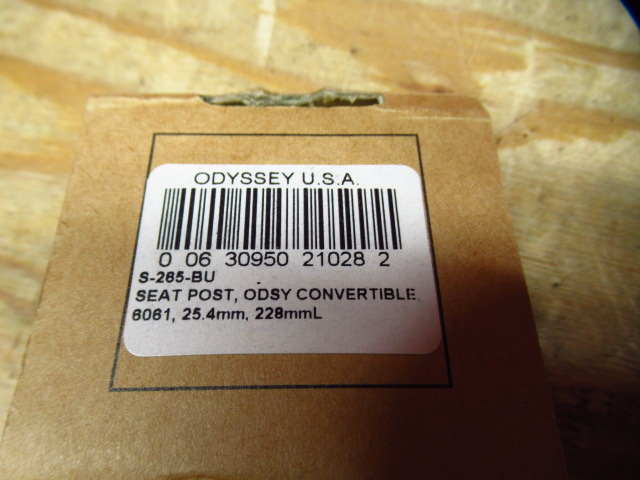 ODYSSEY U.S.A.
0 06 30950 21028 2
S-265-BU
SEAT POST, ODSY CONVERTIBLE
6061, 25.4mm, 228mmL